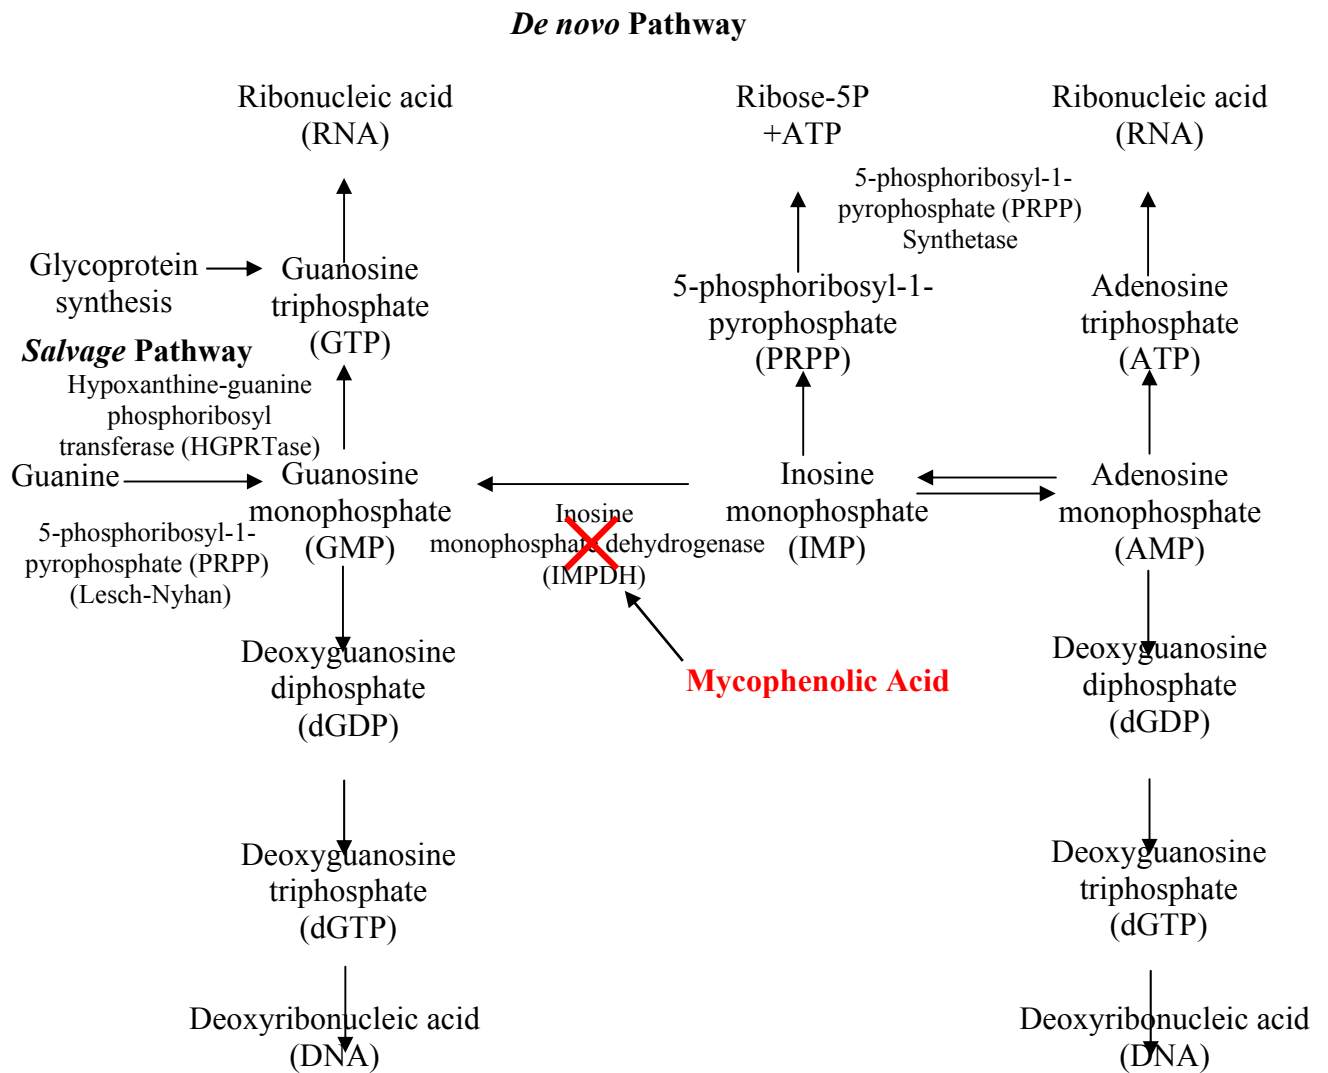 De novo Pathway
Ribonucleic acid
(RNA)
Ribose-5P
+ATP
Ribonucleic acid
(RNA)
5-phosphoribosyl-1-
pyrophosphate (PRPP)
Synthetase
Glycoprotein
synthesis
Guanosine
triphosphate
(GTP)
5-phosphoribosyl-1-
pyrophosphate
(PRPP)
Adenosine
triphosphate
(ATP)
Salvage Pathway
Hypoxanthine-guanine
phosphoribosyl
transferase (HGPRTase)
Guanine
Guanosine
monophosphate
(GMP)
Inosine
monophosphate
(IMP)
Adenosine
monophosphate
(AMP)
5-phosphoribosyl-1-
pyrophosphate (PRPP)
(Lesch-Nyhan)
Inosine
monophosphate dehydrogenase
(IMPDH)
Mycophenolic Acid
Deoxyguanosine
diphosphate
(dGDP)
Deoxyguanosine
diphosphate
(dGDP)
Deoxyguanosine
triphosphate
(dGTP)
Deoxyguanosine
triphosphate
(dGTP)
Deoxyribonucleic acid
(DNA)
Deoxyribonucleic acid
(DNA)